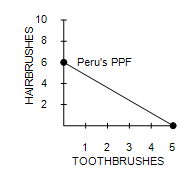 HAIRBRUSHES
10
8
6
4
2
Peru's PPF
1 2 3 4 5
TOOTHBRUSHES